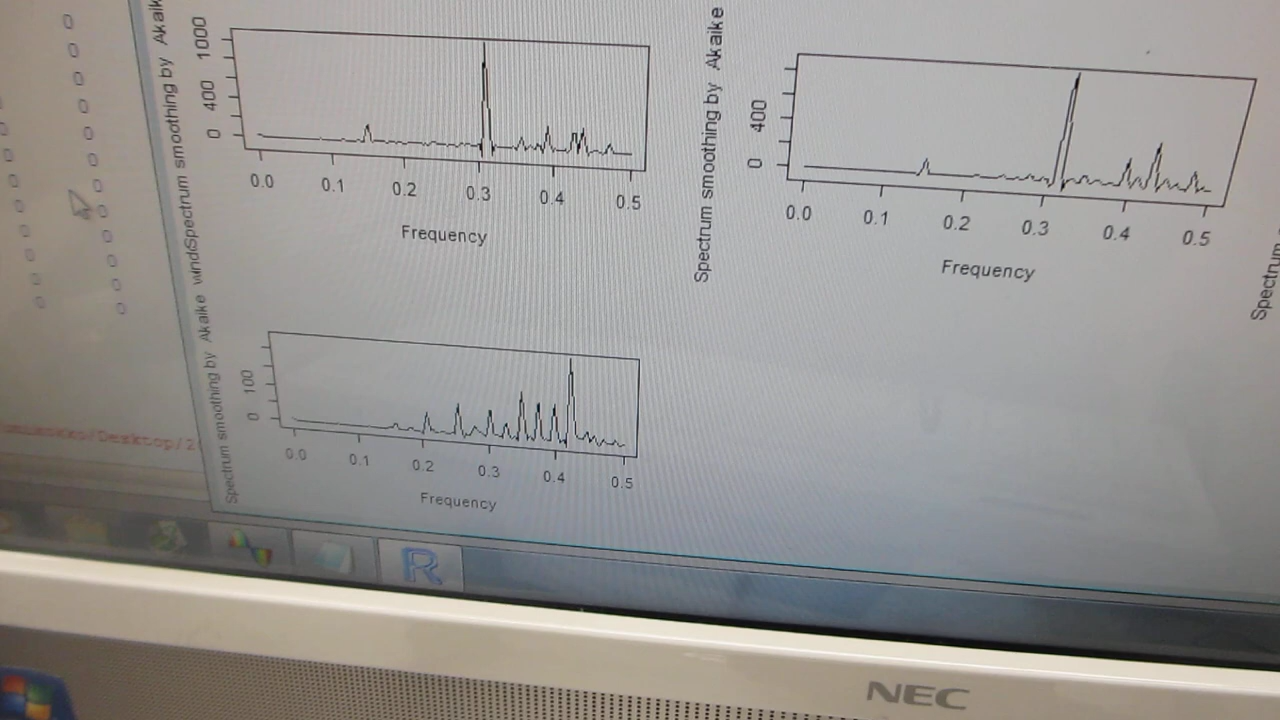 Spectrum smoothing by Akaik
1000
400
0
0.0 0.1 0.2 0.3 0.4 0.5
Frequency
Spectrum smoothing by Akaike
400
0
0.0 0.1 0.2 0.3 0.4 0.5
Frequency
Spectrum
Spectrum smoothing by Akaike
100
0
0.0 0.1 0.2 0.3 0.4 0.5
Frequency
/Desktop/2
R
NEC